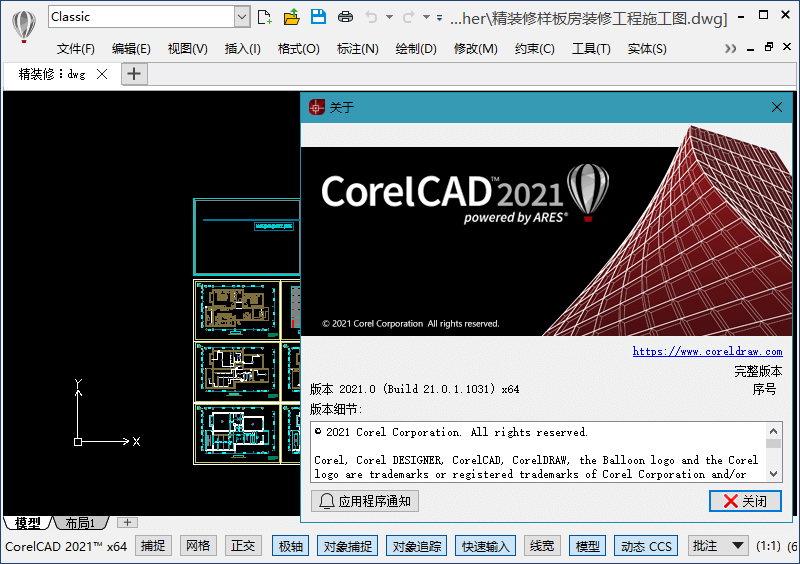 Classic
...her\精装修样板房装修工程施工图.dwg]
文件(F) 编辑(E) 视图(V) 插入(I) 格式(O) 标注(N) 绘制(D) 修改(M) 约束(C) 工具(T) 实体(S)
精装修：dwg
关于
CorelCAD™ 2021
powered by ARES®
© 2021 Corel Corporation All rights reserved.
https://www.coreldraw.com
完整版本
版本 2021.0 (Build 21.0.1.1031) x64
序号
版本细节:
© 2021 Corel Corporation. All rights reserved.
Corel, Corel DESIGNER, CorelCAD, CorelDRAW, the Balloon logo and the Corel
logo are trademarks or registered trademarks of Corel Corporation and/or
应用程序通知
关闭
Y
X
模型 布局1
CorelCAD 2021™ x64 捕捉 网格 正交 极轴 对象捕捉 对象追踪 快速输入 线宽 模型 动态 CCS 批注 (1:1) (6